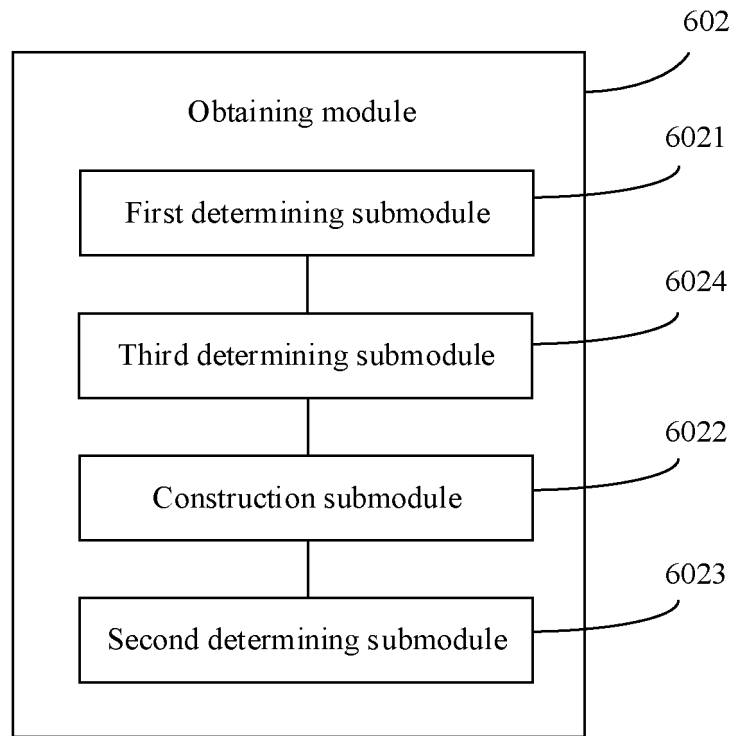 602
Obtaining module
6021
First determining submodule
6024
Third determining submodule
6022
Construction submodule
6023
Second determining submodule